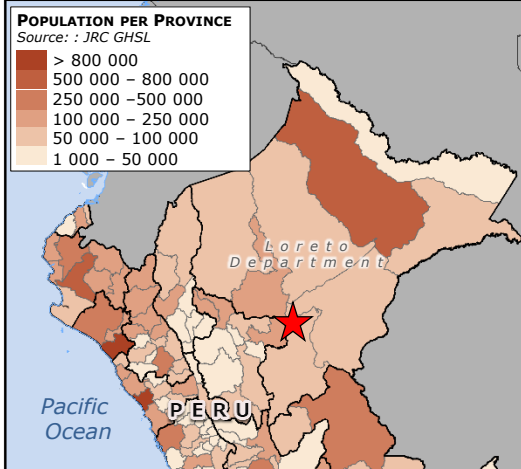 POPULATION PER PROVINCE
Source: : JRC GHSL
> 800 000
500 000 – 800 000
250 000 –500 000
100 000 – 250 000
50 000 – 100 000
1 000 – 50 000
Loreto
Department
Pacific
Ocean
PERU